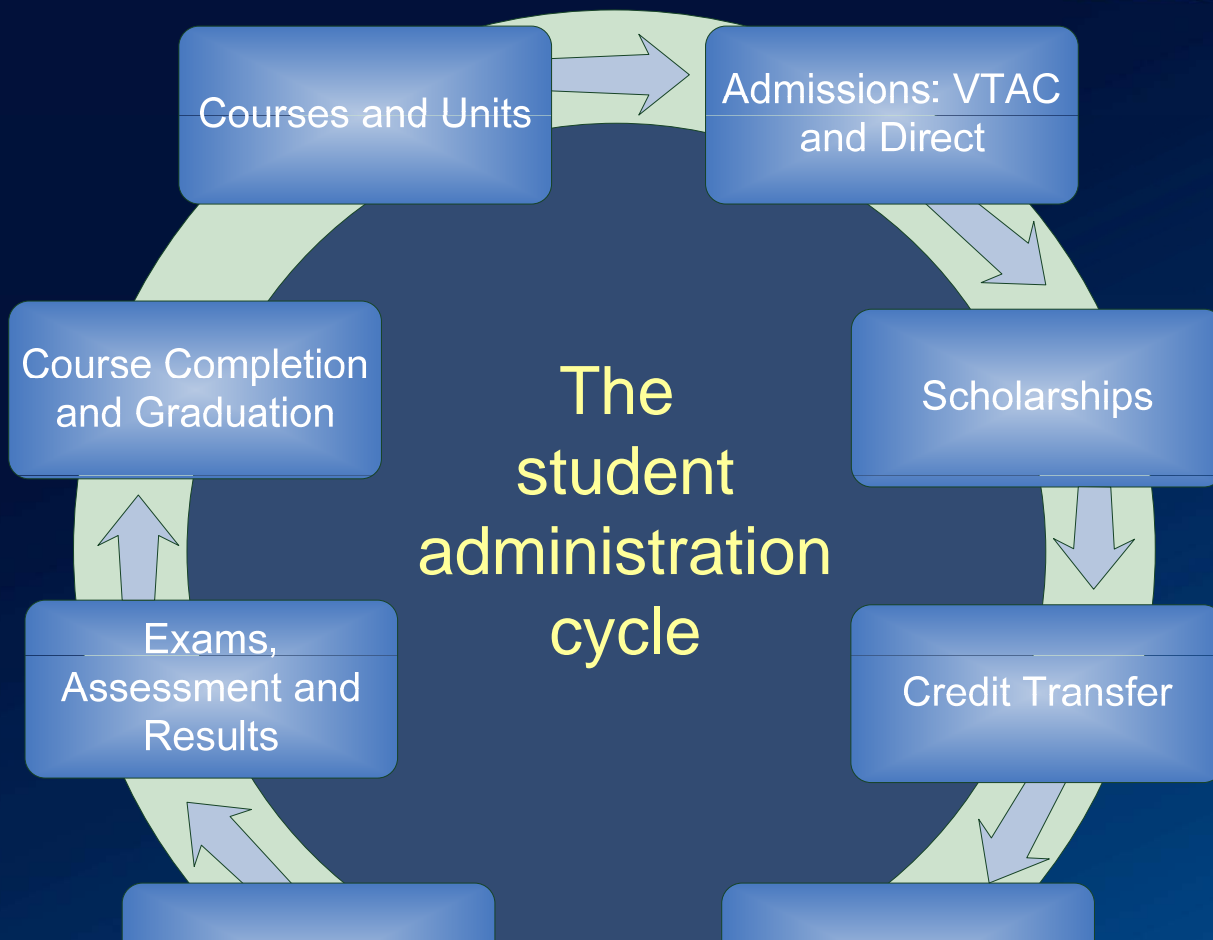 Courses and Units
Admissions: VTAC
and Direct
Course Completion
and Graduation
The
student
administration
cycle
Scholarships
Exams,
Assessment and
Results
Credit Transfer